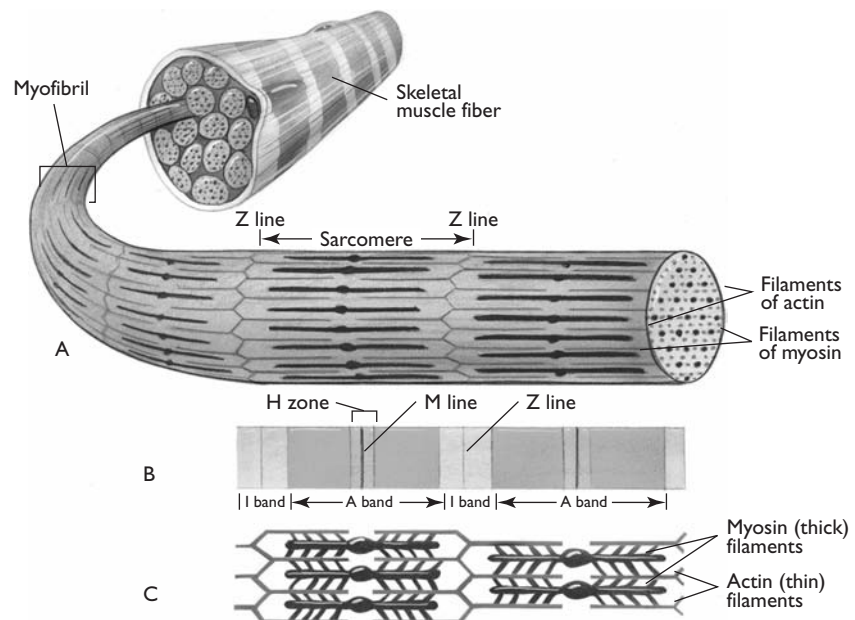 Myofibril
Skeletal
muscle fiber
Z line
Z line
Sarcomere
Filaments
of actin
Filaments
of myosin
A
H zone
M line
Z line
B
I band
A band
I band
A band
Myosin (thick)
filaments
C
Actin (thin)
filaments